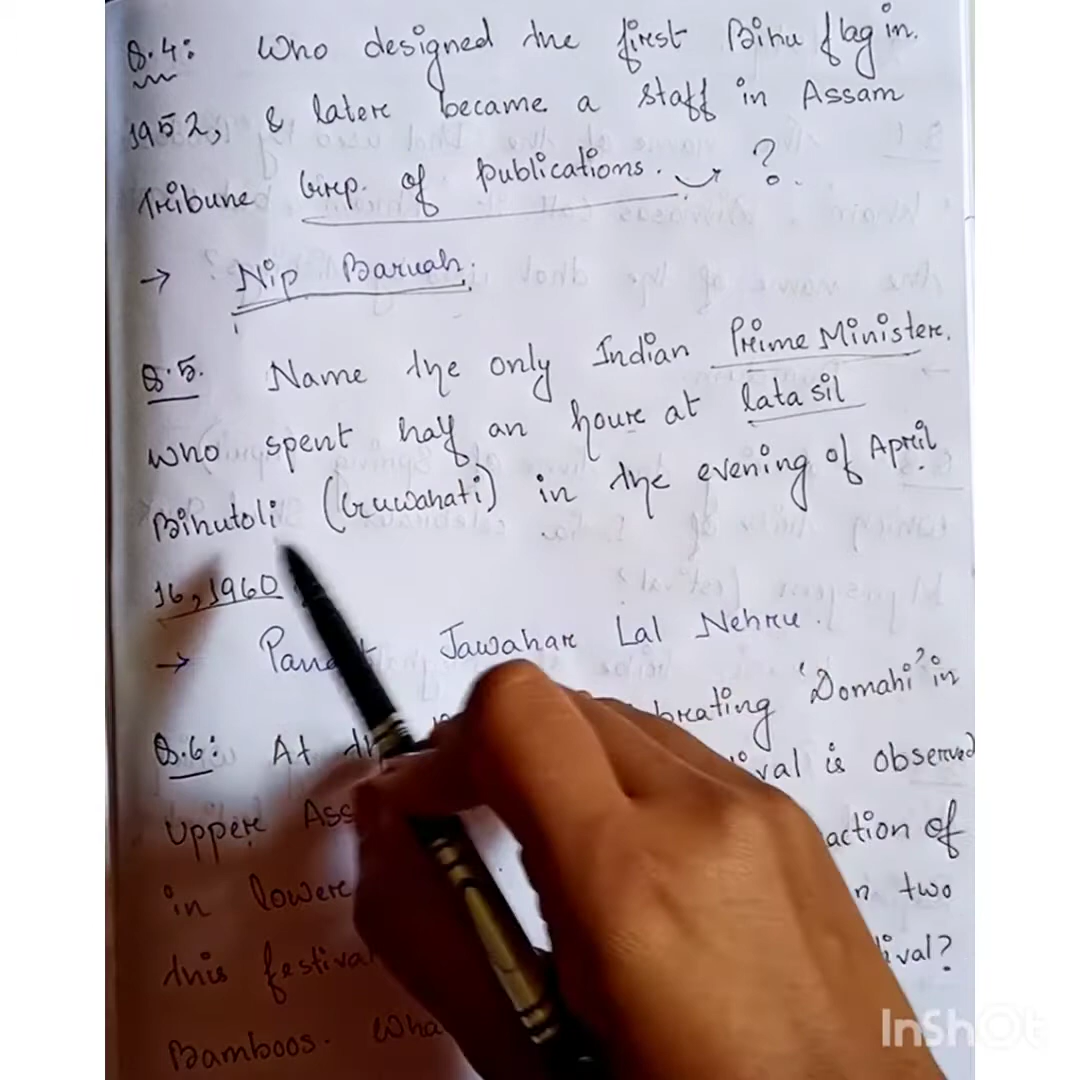 Q.4: Who designed the first Bihu flag in
1952, & later became a staff in Assam
Tribune Grp. of Publications. ?
→ Nip Baruah.
Q.5. Name the only Indian Prime Minister
who spent half an hour at latasil
Bihutoli (Guwahati) in the evening of April
16, 1960
→ Jawahar Lal Nehru.
Q.6: At 'Domahi' in
Upper is observed
in lower of
this festival two
Bamboos.
InShOt